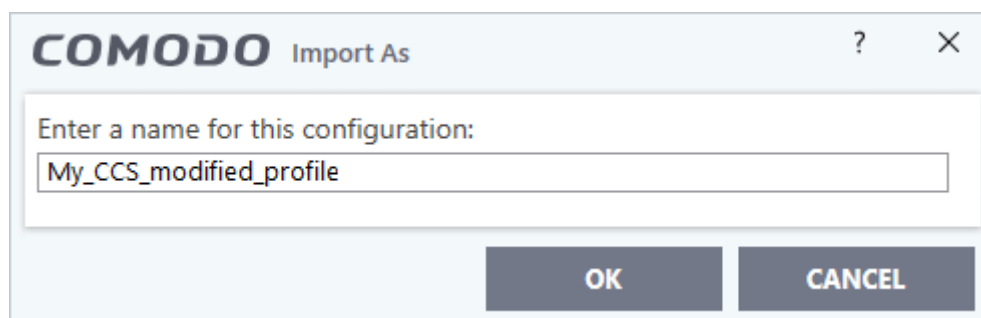 COMODO Import As ? ×
Enter a name for this configuration:
My_CCS_modified_profile
OK CANCEL